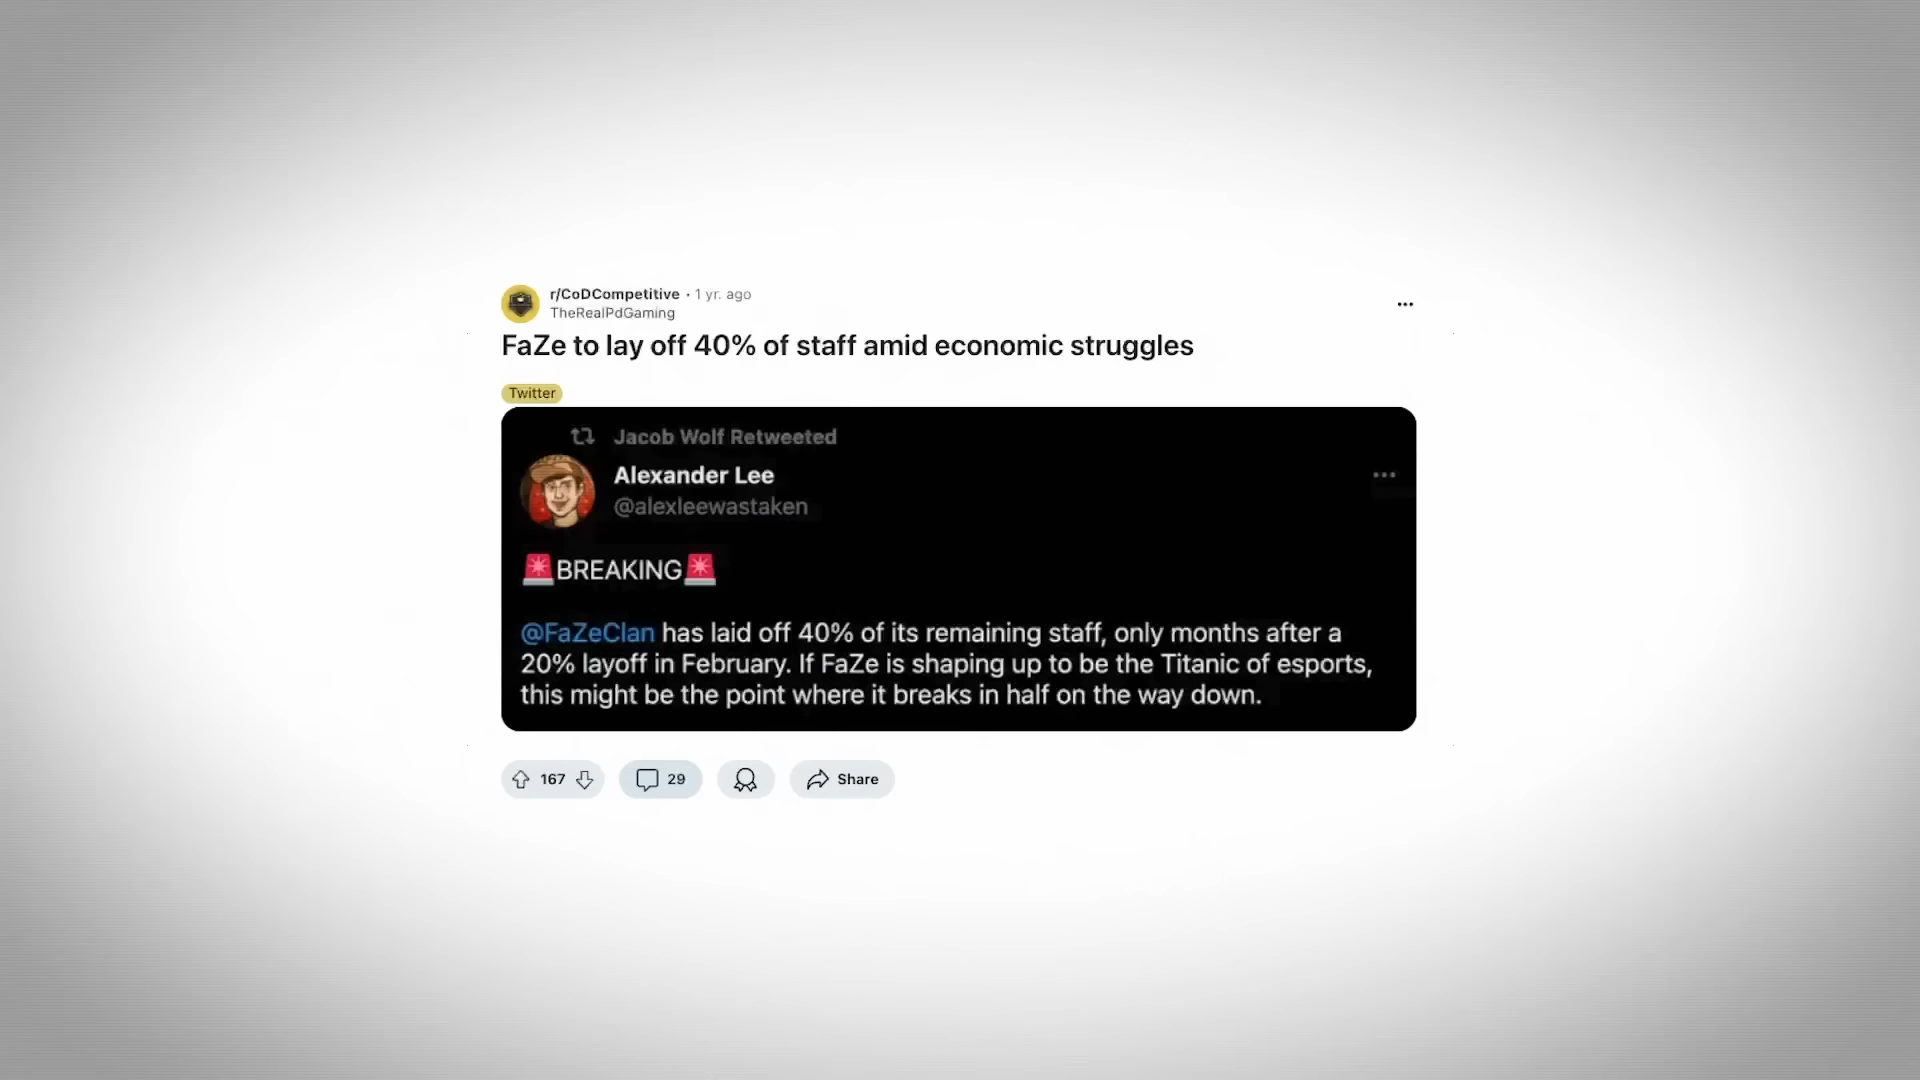 r/CoDCompetitive • 1 yr. ago
TheRealPdGaming
FaZe to lay off 40% of staff amid economic struggles
Twitter
Jacob Wolf Retweeted
Alexander Lee
@alexleewastaken
🚨BREAKING🚨
@FaZeClan has laid off 40% of its remaining staff, only months after a
20% layoff in February. If FaZe is shaping up to be the Titanic of esports,
this might be the point where it breaks in half on the way down.
167 29 Share